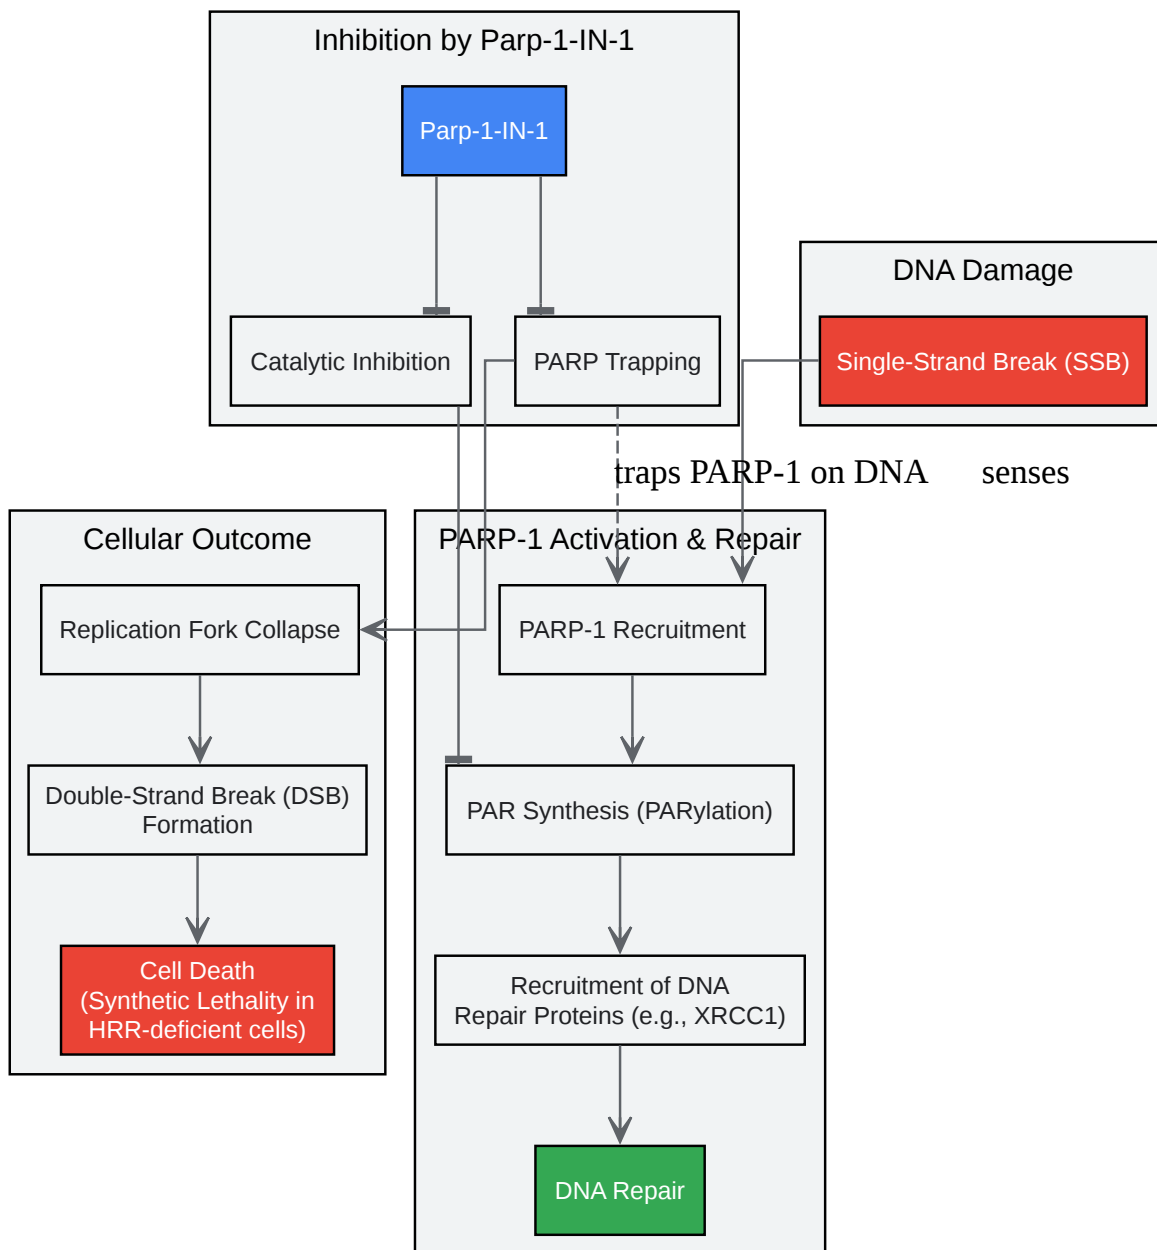 Inhibition by Parp-1-IN-1
Parp-1-IN-1
DNA Damage
Catalytic Inhibition
PARP Trapping
Single-Strand Break (SSB)
traps PARP-1 on DNA
senses
Cellular Outcome
PARP-1 Activation & Repair
Replication Fork Collapse
PARP-1 Recruitment
Double-Strand Break (DSB)
Formation
PAR Synthesis (PARylation)
Cell Death
(Synthetic Lethality in
HRR-deficient cells)
Recruitment of DNA
Repair Proteins (e.g., XRCC1)
DNA Repair